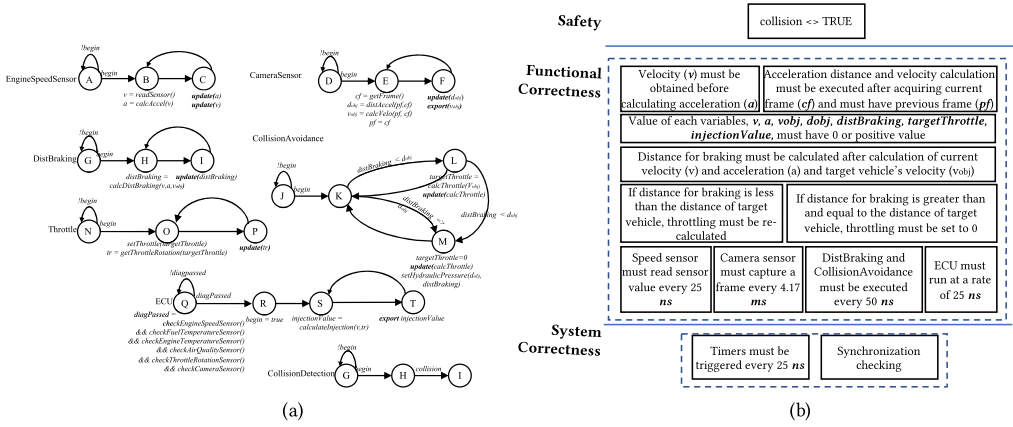 !begin
EngineSpeedSensor
A
begin
B
C
v = readSensor()
a = calcAccel(v)
update(a)
update(v)
!begin
CameraSensor
D
begin
E
F
cf = getFrame()
dobj = distAccel(pf,cf)
vobj = calcVelo(pf, cf)
pf = cf
update(dobj)
export(vobj)
!begin
DistBraking
G
begin
H
I
distBraking =
calcDistBraking(v,a,vobj)
update(distBraking)
CollisionAvoidance
!begin
J
begin
K
distBraking < dobj
L
targetThrottle =
calcThrottle(Vobj)
update(calcThrottle)
distBraking >=
dobj
distBraking < dobj
M
targetThrottle=0
update(calcThrottle)
setHydraulicPressure(dobj,
distBraking)
!begin
Throttle
N
begin
O
P
setThrottle(targetThrottle)
tr = getThrottleRotation(targetThrottle)
update(tr)
!diagpassed
ECU
Q
diagPassed
R
S
T
diagPassed =
checkEngineSpeedSensor()
&& checkFuelTemperatureSensor()
&& checkEngineTemperatureSensor()
&& checkAirQualitySensor()
&& checkThrottleRotationSensor()
&& checkCameraSensor()
begin = true
injectionValue =
calculateInjection(v,tr)
export injectionValue
!begin
CollisionDetection
G
begin
H
collision
I
(a)
Safety
collision <> TRUE
Functional
Correctness
Velocity (v) must be
obtained before
calculating acceleration (a)
Acceleration distance and velocity calculation
must be executed after acquiring current
frame (cf) and must have previous frame (pf)
Value of each variables, v, a, vobj, dobj, distBraking, targetThrottle,
injectionValue, must have 0 or positive value
Distance for braking must be calculated after calculation of current
velocity (v) and acceleration (a) and target vehicle's velocity (vobj)
If distance for braking is less
than the distance of target
vehicle, throttling must be re-
calculated
If distance for braking is greater than
and equal to the distance of target
vehicle, throttling must be set to 0
Speed sensor
must read sensor
value every 25
ns
Camera sensor
must capture a
frame every 4.17
ms
DistBraking and
CollisionAvoidance
must be executed
every 50 ns
ECU must
run at a rate
of 25 ns
System
Correctness
Timers must be
triggered every 25 ns
Synchronization
checking
(b)